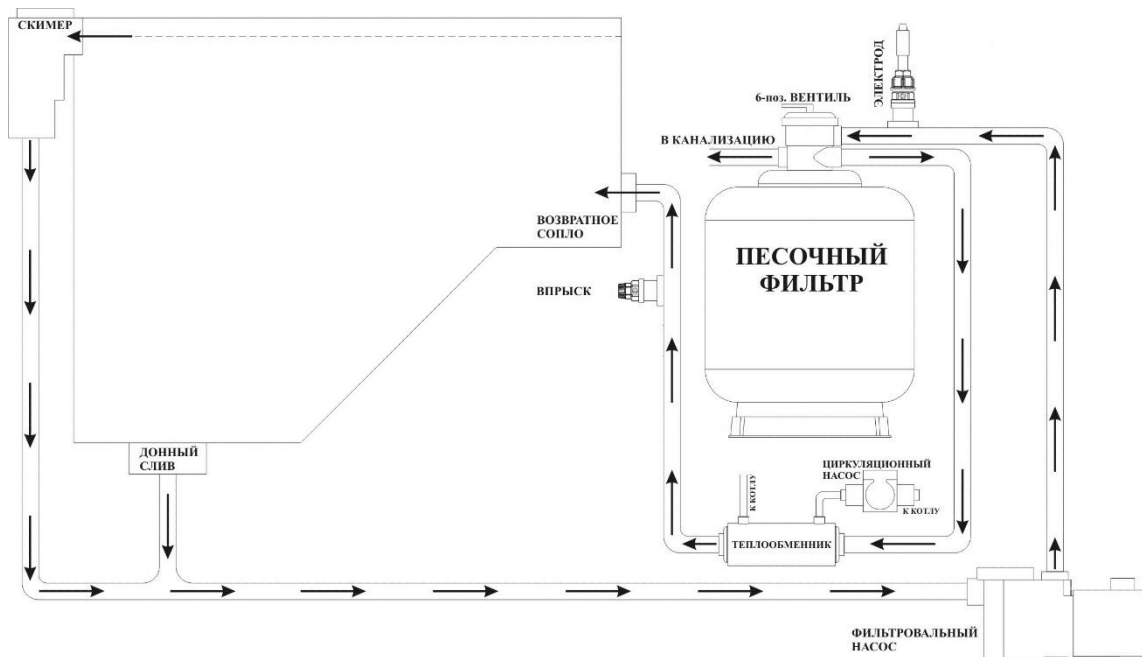 СКИМЕР
ЭЛЕКТРОД
6-поз. ВЕНТИЛЬ
В КАНАЛИЗАЦИЮ
ВОЗВРАТНОЕ
СОПЛО
ПЕСОЧНЫЙ
ФИЛЬТР
ВПРЫСК
ДОННЫЙ
СЛИВ
ЦИРКУЛЯЦИОННЫЙ
НАСОС
К КОТЛУ
К КОТЛУ
ТЕПЛООБМЕННИК
ФИЛЬТРОВАЛЬНЫЙ
НАСОС